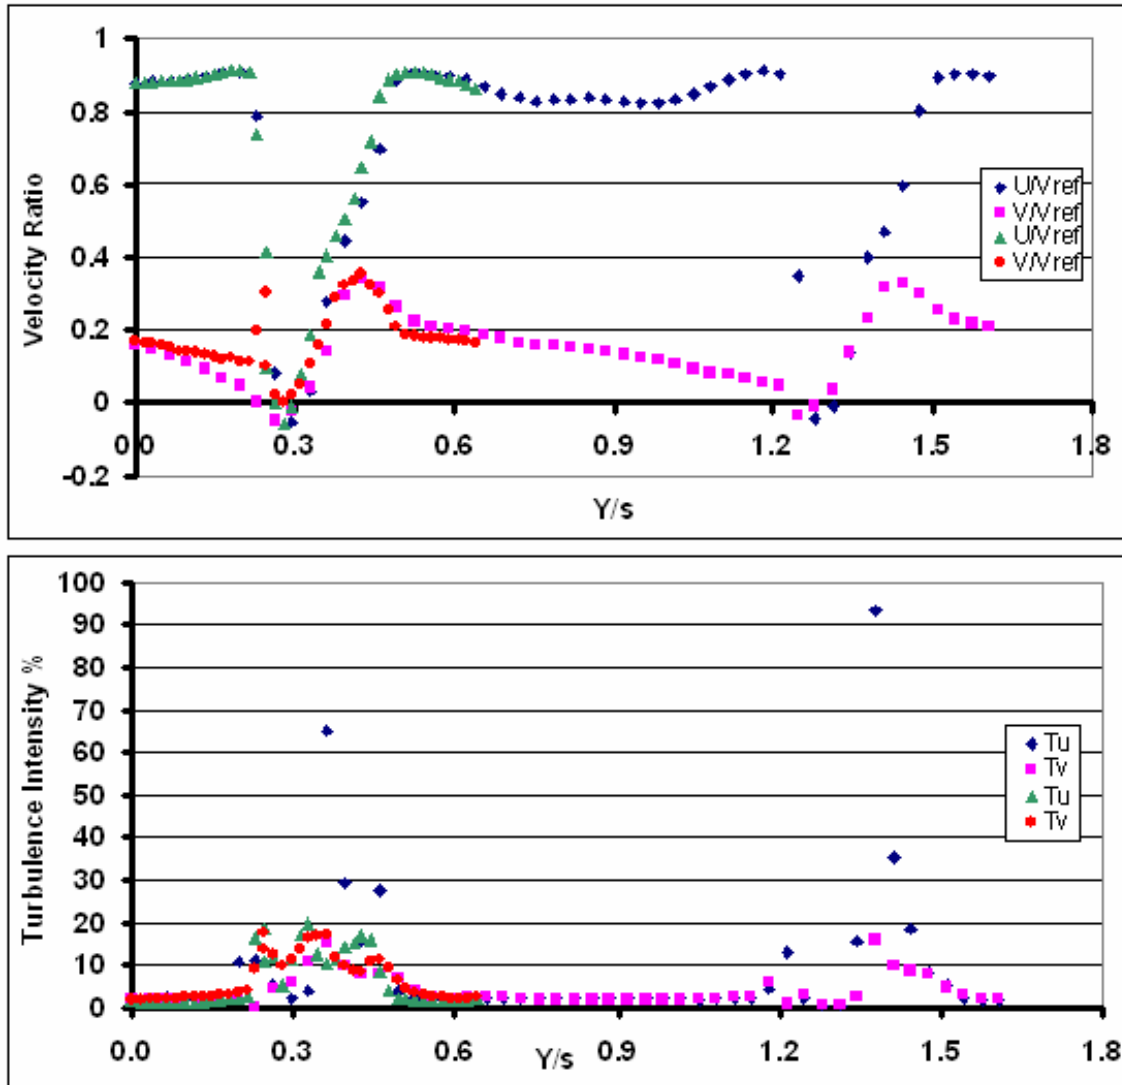 1
0.8
0.6
0.4
0.2
0
-0.2
Velocity Ratio
0.0 0.3 0.6 0.9 1.2 1.5 1.8
Y/s
U/Vref
V/Vref
U/Vref
V/Vref
100
90
80
70
60
50
40
30
20
10
0
Turbulence Intensity %
0.0 0.3 0.6 0.9 1.2 1.5 1.8
Y/s
Tu
Tv
Tu
Tv